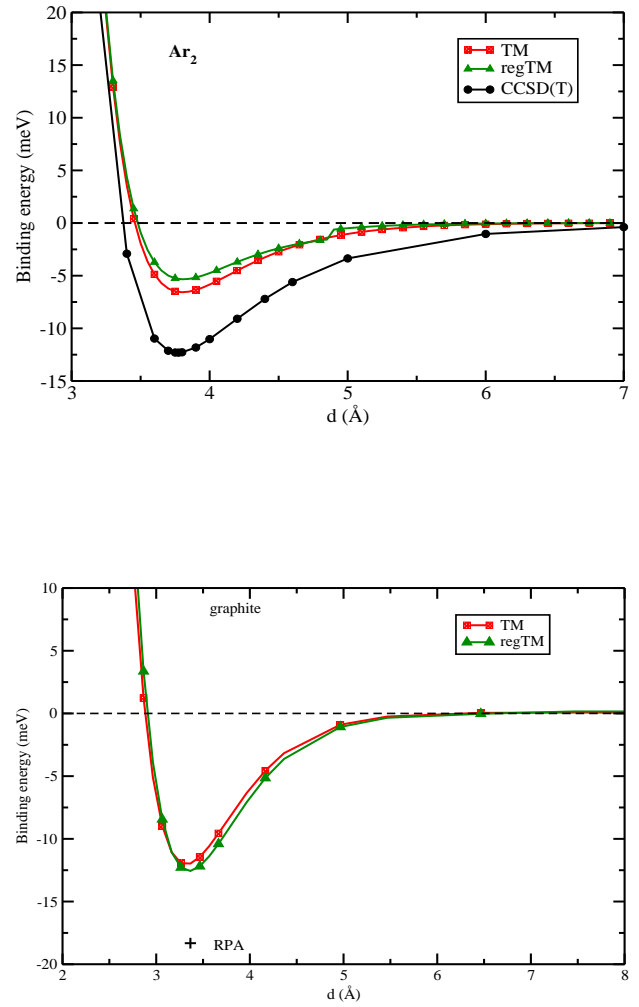 20
15
10
5
0
-5
-10
-15
Binding energy (meV)
Ar2
TM
regTM
CCSD(T)
3 4 5 6 7
d (Å)
10
5
0
-5
-10
-15
-20
Binding energy (meV)
graphite
TM
regTM
RPA
2 3 4 5 6 7 8
d (Å)